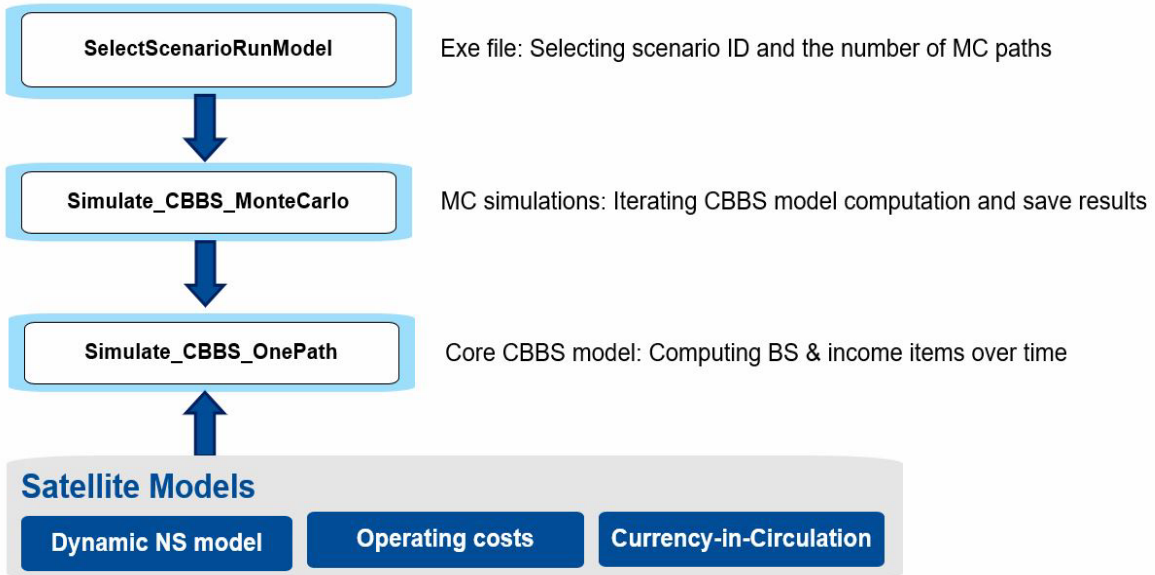 SelectScenarioRunModel
Exe file: Selecting scenario ID and the number of MC paths
Simulate_CBBS_MonteCarlo
MC simulations: Iterating CBBS model computation and save results
Simulate_CBBS_OnePath
Core CBBS model: Computing BS & income items over time
Satellite Models
Dynamic NS model
Operating costs
Currency-in-Circulation